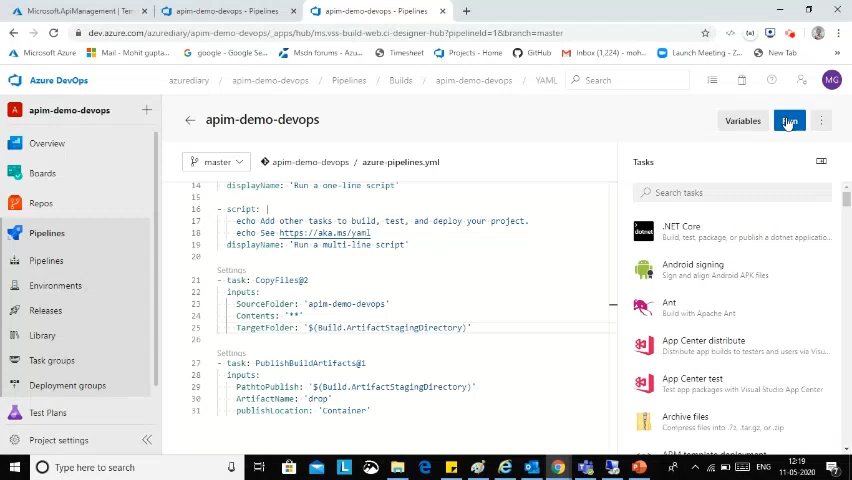 Microsoft.ApiManagement / Tem
apim-demo-devops - Pipelines
apim-demo-devops - Pipelines
dev.azure.com/azurediary/apim-demo-devops/_apps/hub/ms.vss-build-web.ci-designer-hub?pipelineId=1&branch=master
Microsoft Azure
Mail - Mohit gupta...
google - Google Se...
Msdn forums - Azur...
Timesheet
Projects - Home
GitHub
Inbox (1,224) - moh...
Launch Meeting - Z...
New Tab
Azure DevOps
azurediary
apim-demo-devops
Pipelines
Builds
apim-demo-devops
YAML
Search
MG
A
apim-demo-devops
Overview
Boards
Repos
Pipelines
Pipelines
Environments
Releases
Library
Task groups
Deployment groups
Test Plans
Project settings
apim-demo-devops
Variables
Run
master
apim-demo-devops / azure-pipelines.yml
14 displayName: 'Run a one-line script'
15
16 - script: |
17 echo Add other tasks to build, test, and deploy your project.
18 echo See https://aka.ms/yaml
19 displayName: 'Run a multi-line script'
20
Settings
21 - task: CopyFiles@2
22 inputs:
23 SourceFolder: 'apim-demo-devops'
24 Contents: '**'
25 TargetFolder: '$(Build.ArtifactStagingDirectory)'
26
Settings
27 - task: PublishBuildArtifacts@1
28 inputs:
29 PathtoPublish: '$(Build.ArtifactStagingDirectory)'
30 ArtifactName: 'drop'
31 publishLocation: 'Container'
Tasks
Search tasks
dotnet
.NET Core
Build, test, package, or publish a dotnet applicatio...
Android signing
Sign and align Android APK files
Ant
Build with Apache Ant
App Center distribute
Distribute app builds to testers and users via Visu...
App Center test
Test app packages with Visual Studio App Center
Archive files
Compress files into .7z, .tar.gz, or .zip
ARM template deployment
Type here to search
ENG
12:19
11-05-2020